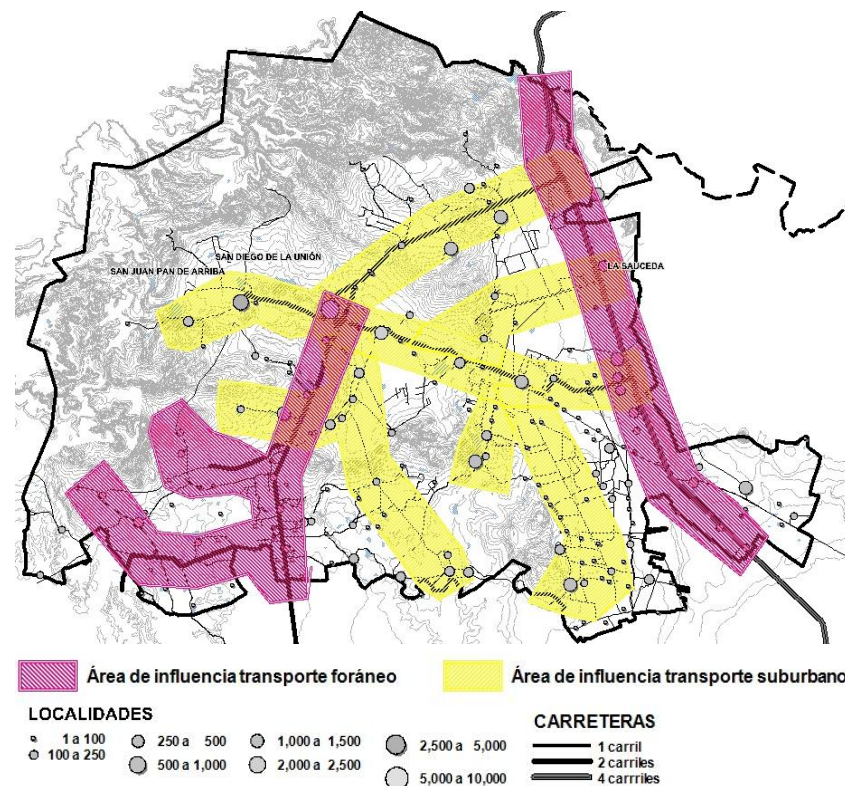 SAN DIEGO DE LA UNIÓN
SAN JUAN PAN DE ARRIBA
LA SAUCEDA
Área de influencia transporte foráneo
Área de influencia transporte suburbano
LOCALIDADES
1 a 100
100 a 250
250 a 500
500 a 1,000
1,000 a 1,500
2,000 a 2,500
2,500 a 5,000
5,000 a 10,000
CARRETERAS
1 carril
2 carriles
4 carrriles